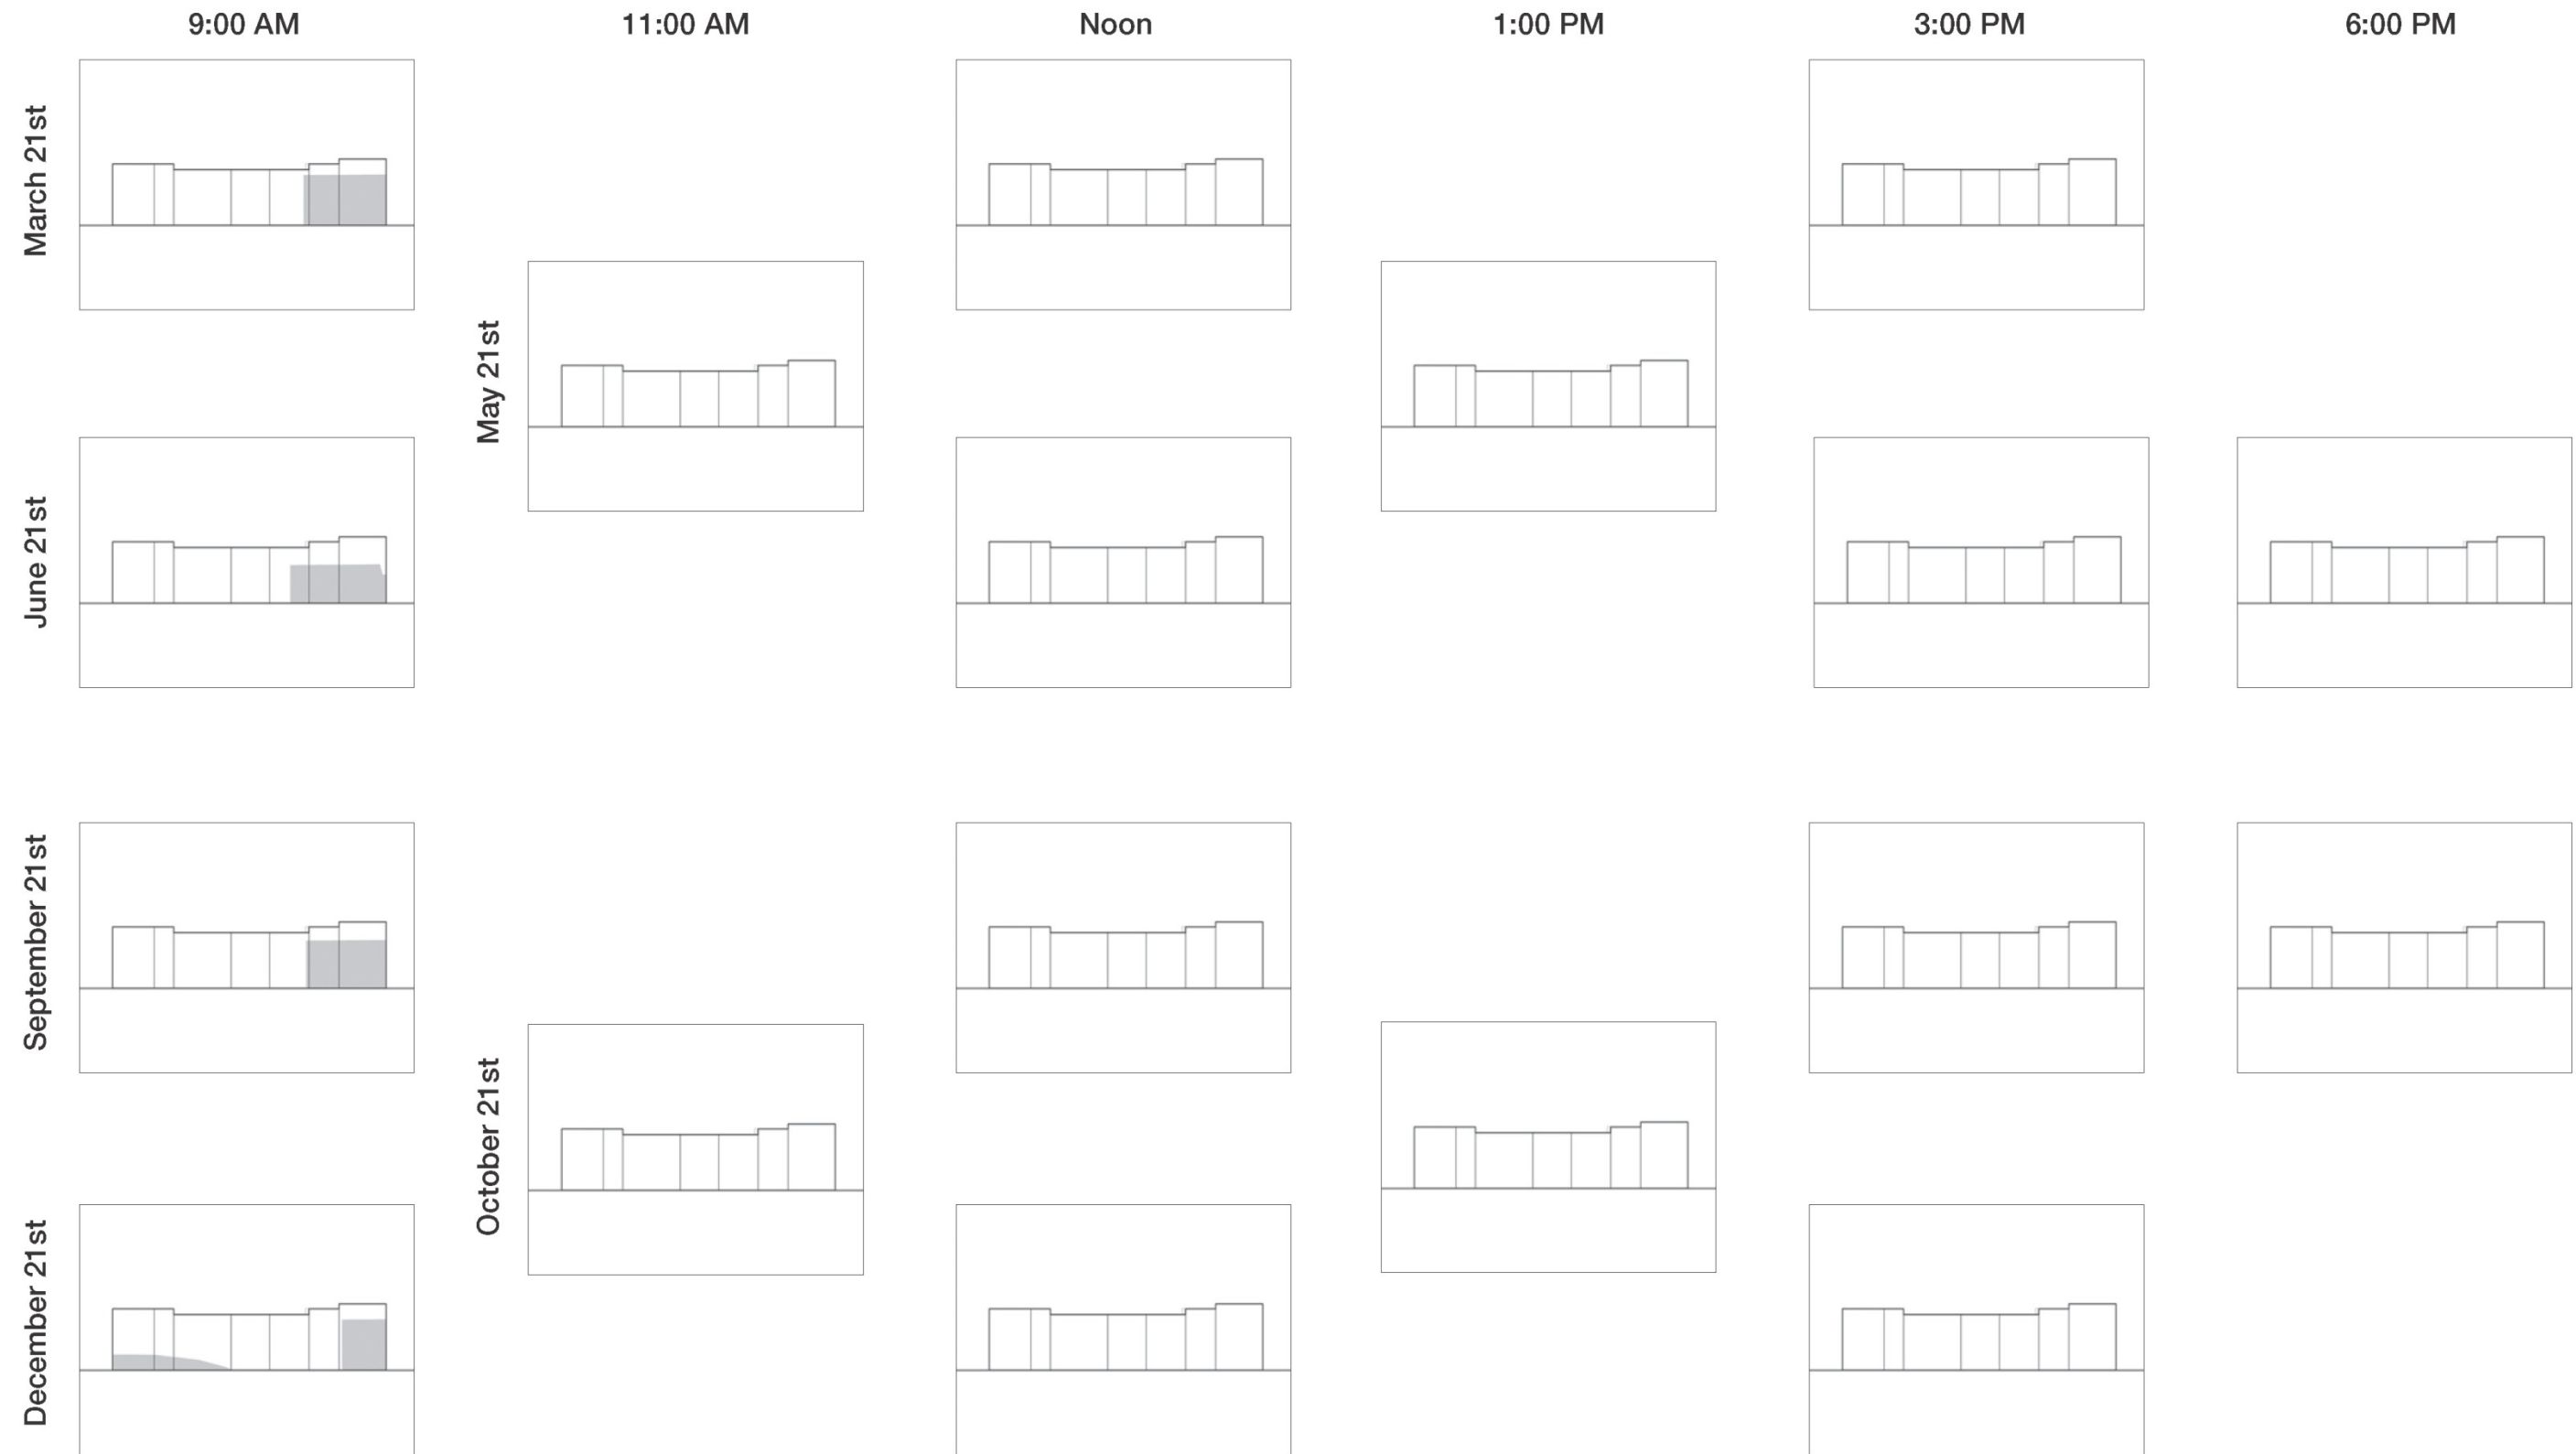 9:00 AM
11:00 AM
Noon
1:00 PM
3:00 PM
6:00 PM
March 21st
May 21st
June 21st
September 21st
October 21st
December 21st